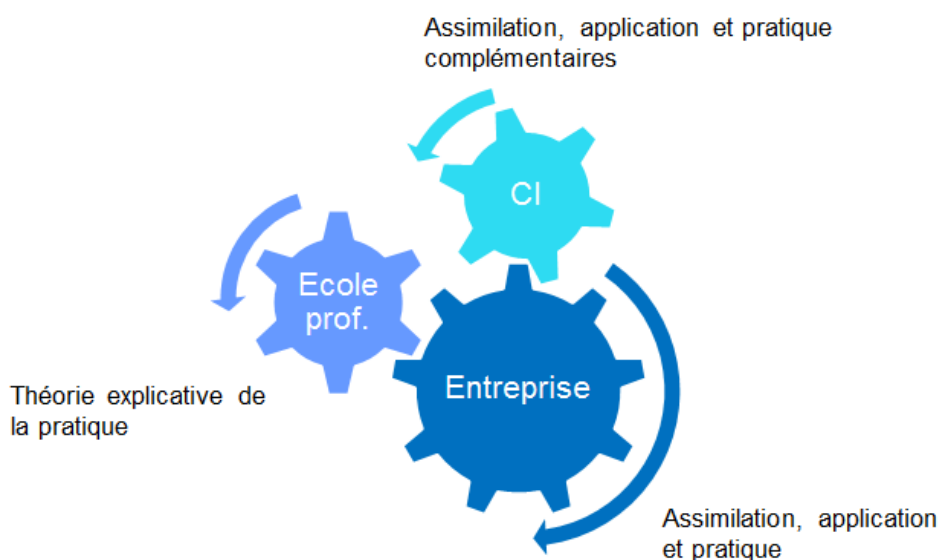 Assimilation, application et pratique
complémentaires
CI
Ecole
prof.
Entreprise
Théorie explicative de
la pratique
Assimilation, application
et pratique